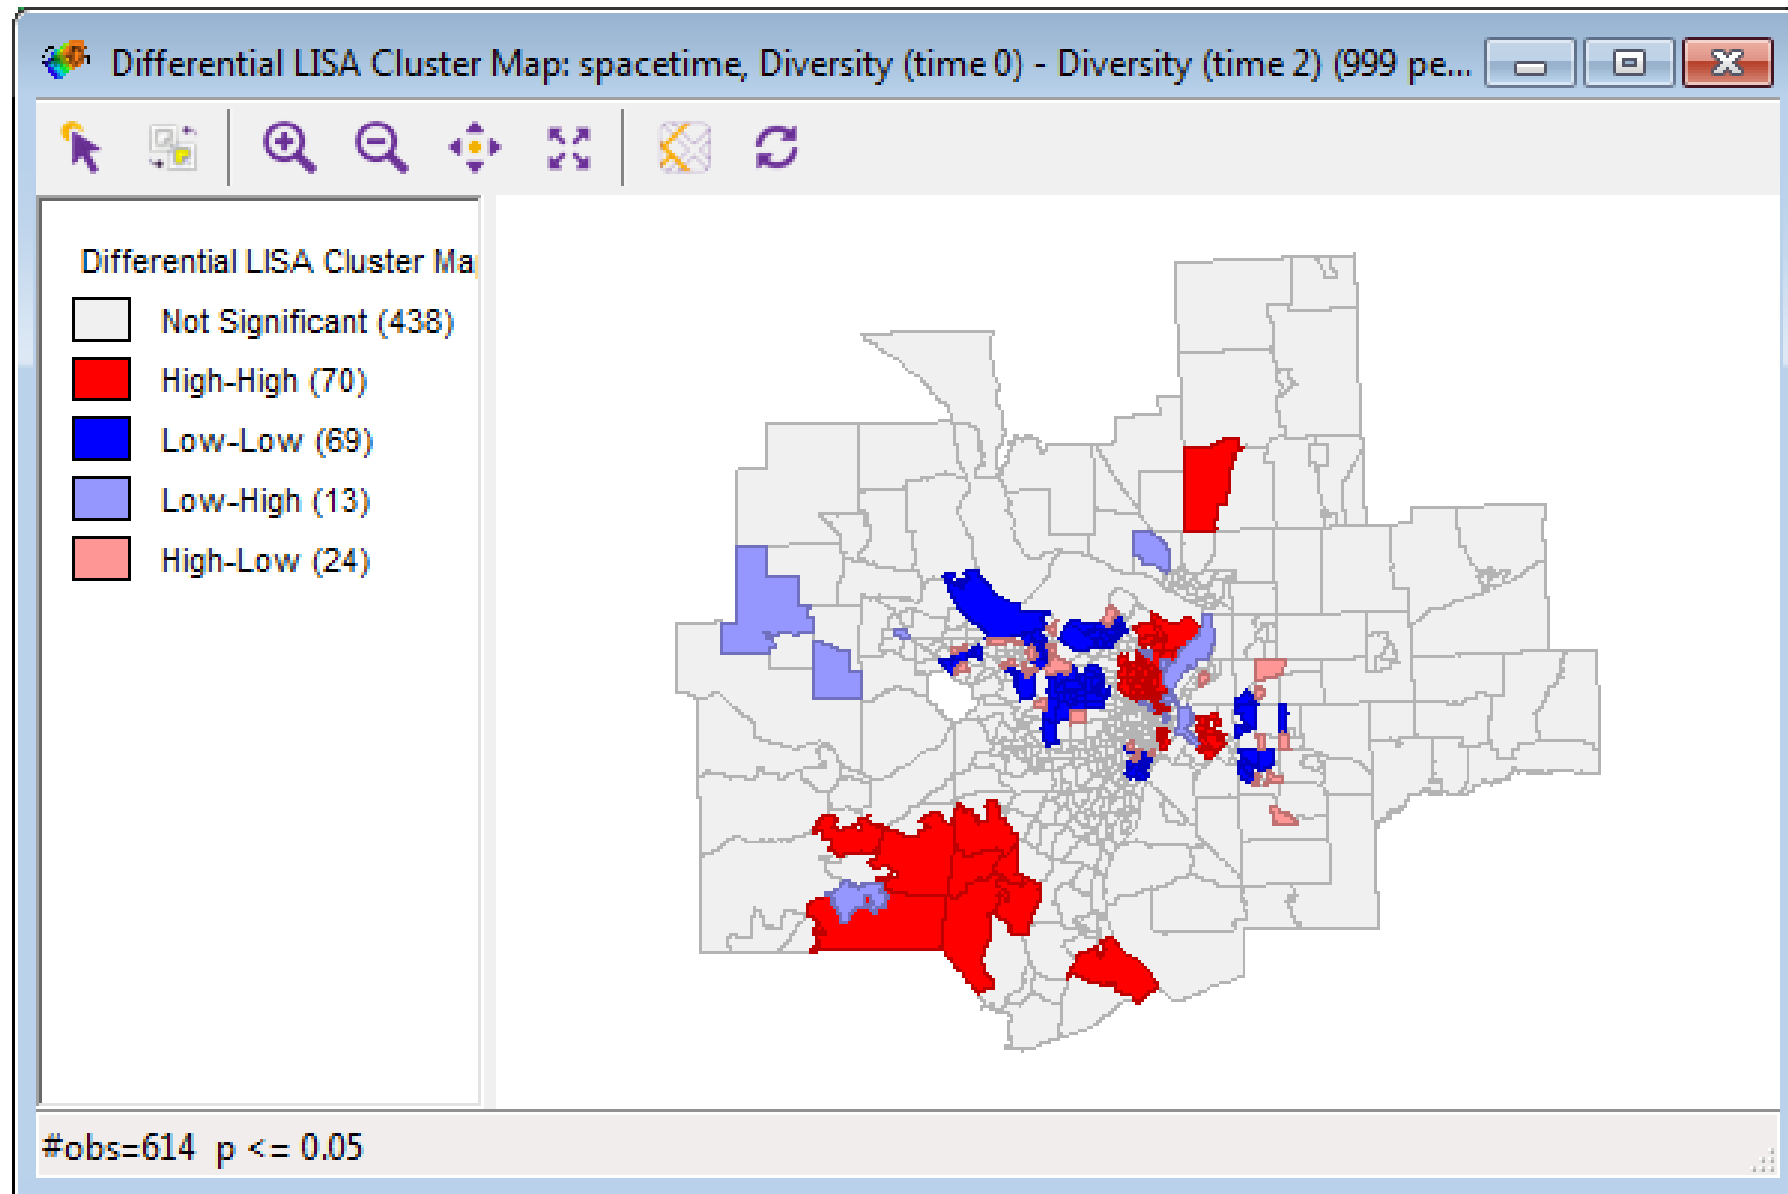 Differential LISA Cluster Map: spacetime, Diversity (time 0) - Diversity (time 2) (999 pe...
Differential LISA Cluster Ma
Not Significant (438)
High-High (70)
Low-Low (69)
Low-High (13)
High-Low (24)
#obs=614 p <= 0.05